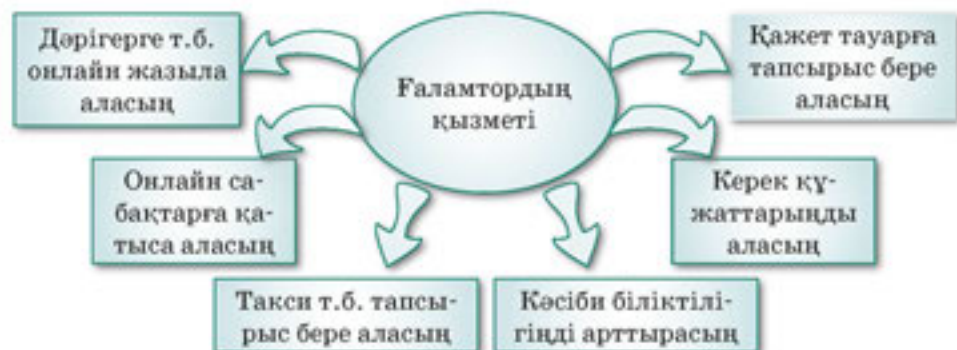 Дәрігерге т.б.
онлайн жазыла
аласың
Ғаламтордың
қызметі
Қажет тауарға
тапсырыс бере
аласың
Онлайн са-
бақтарға қа-
тыса аласың
Керек құ-
жаттарыңды
аласың
Такси т.б. тапсы-
рыс бере аласың
Кәсіби біліктілі-
гіңді арттырасың